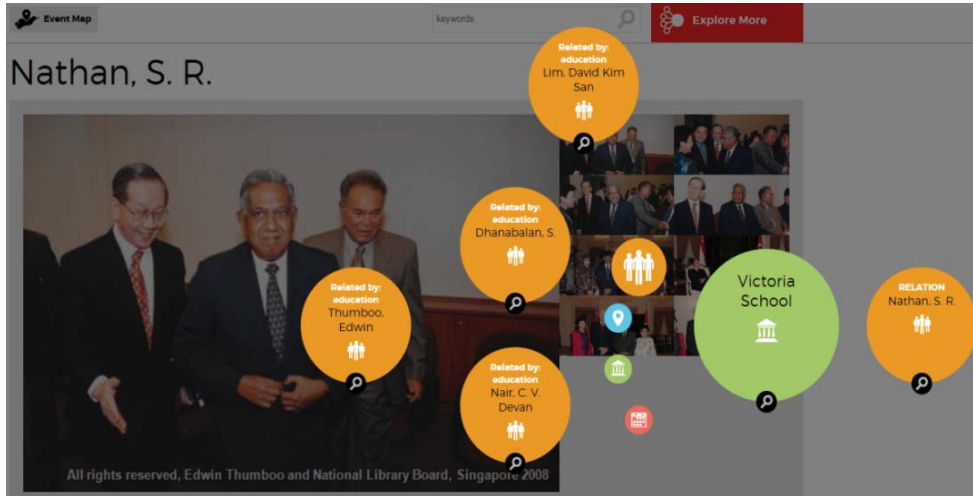 Event Map
keywords
Explore More
Nathan, S. R.
Related by:
education
Lim, David Kim
San
Related by:
education
Dhanabalan, S.
Related by:
education
Thumboo,
Edwin
Related by:
education
Nair, C. V.
Devan
Victoria
School
RELATION
Nathan, S. R.
All rights reserved, Edwin Thumboo and National Library Board, Singapore 2008